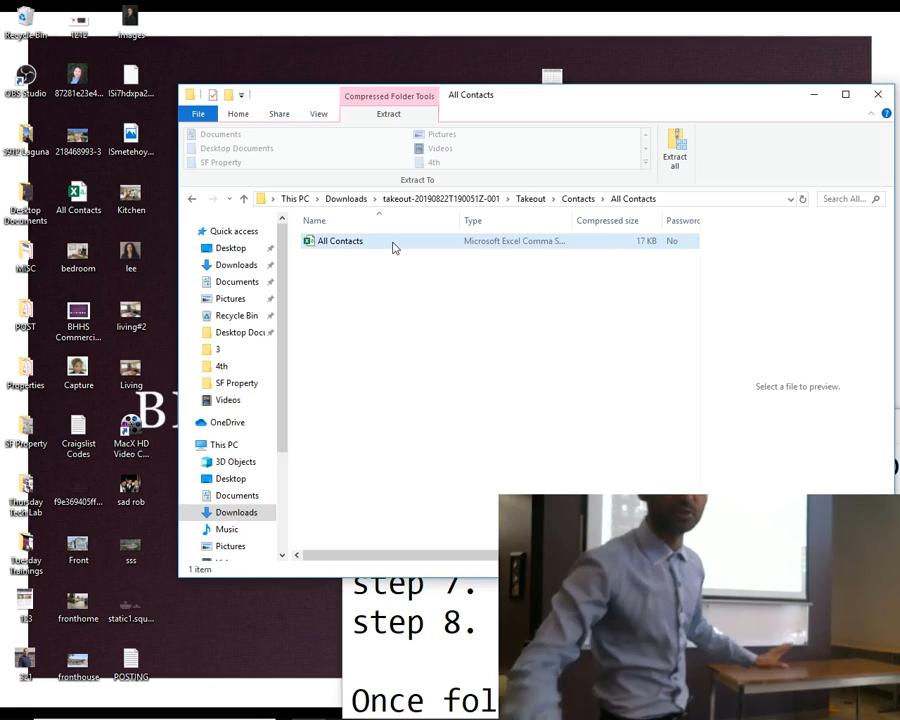 Recycle Bin
1212
images
OBS Studio
87281e23e4...
ISi7hdxpa2...
5912 Laguna
218468993-3
ISmetehoy...
Desktop Documents
All Contacts
Kitchen
MISC
bedroom
lee
POST
BHHS Commerci...
living#2
Properties
Capture
Living
SF Property
Craigslist Codes
MacX HD Video C...
Thursday Tech Lab
f9e369405ff...
sad rob
Tuesday Trainings
Front
sss
123
fronthome
static1.squ...
321
fronthouse
POSTING
Compressed Folder Tools
All Contacts
File
Home
Share
View
Extract
Documents
Pictures
Desktop Documents
Videos
SF Property
4th
Extract all
Extract To
This PC > Downloads > takeout-20190822T190051Z-001 > Takeout > Contacts > All Contacts
Search All...
Name
Type
Compressed size
Password
All Contacts
Microsoft Excel Comma S...
17 KB
No
Quick access
Desktop
Downloads
Documents
Pictures
Recycle Bin
Desktop Docu
3
4th
SF Property
Videos
OneDrive
This PC
3D Objects
Desktop
Documents
Downloads
Music
Pictures
Select a file to preview.
1 item
B
step 7.
step 8.
Once fol